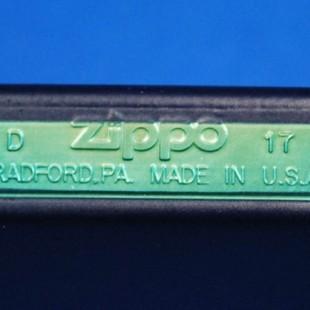 D zippo 17
RADFORD, PA. MADE IN U.S.A